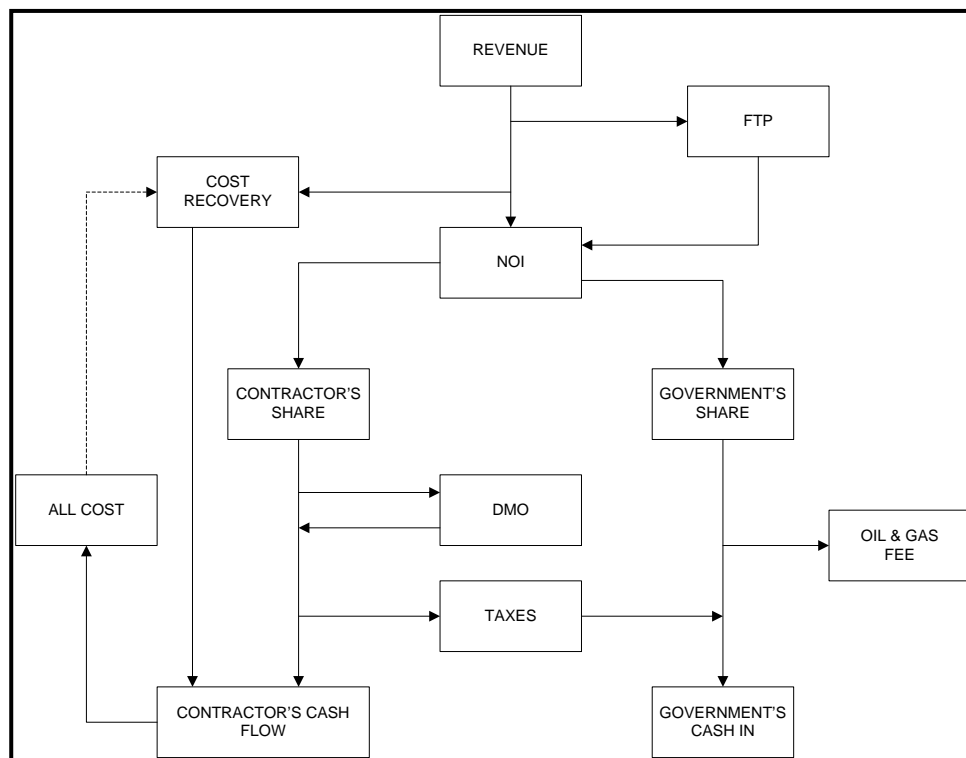 REVENUE
FTP
COST
RECOVERY
NOI
CONTRACTOR'S
SHARE
GOVERNMENT'S
SHARE
ALL COST
DMO
OIL & GAS
FEE
TAXES
CONTRACTOR'S CASH
FLOW
GOVERNMENT'S
CASH IN